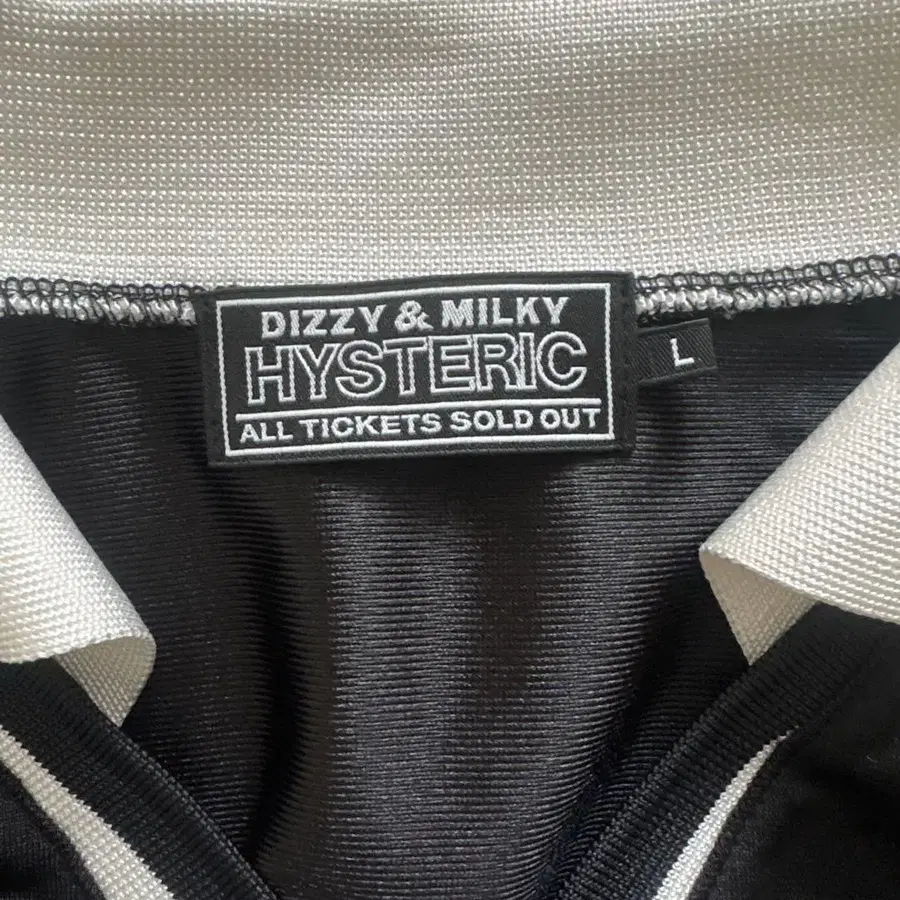 DIZZY & MILKY
HYSTERIC
ALL TICKETS SOLD OUT
L